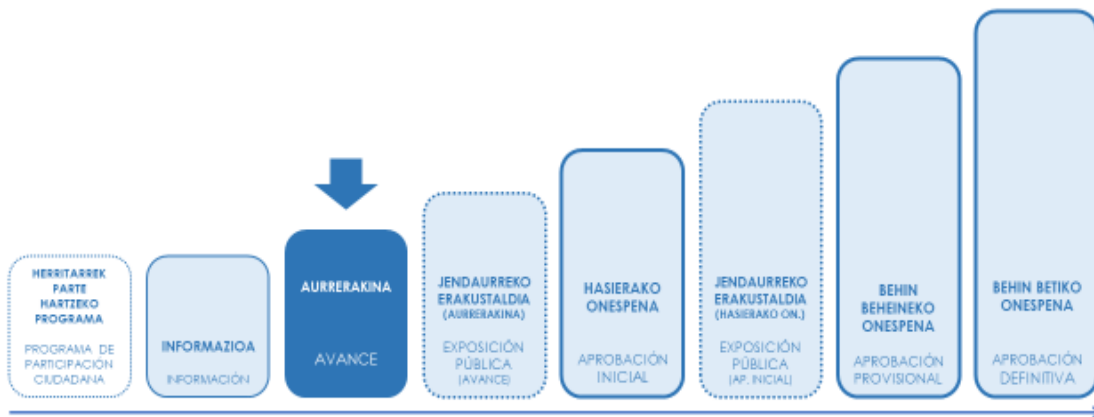 HERRITARREK
PARTE
HARTZEKO
PROGRAMA
PROGRAMA DE
PARTICIPACIÓN
CIUDADANA
INFORMAZIOA
INFORMACIÓN
AURRERAKINA
AVANCE
JENDAURREKO
ERAKUSTALDIA
(AURRERAKINA)
EXPOSICIÓN
PÚBLICA
(AVANCE)
HASIERAKO
ONESPENA
APROBACIÓN
INICIAL
JENDAURREKO
ERAKUSTALDIA
(HASIERAKO ON.)
EXPOSICIÓN
PÚBLICA
(AP. INICIAL)
BEHIN
BEHEINEKO
ONESPENA
APROBACIÓN
PROVISIONAL
BEHIN BETIKO
ONESPENA
APROBACIÓN
DEFINITIVA